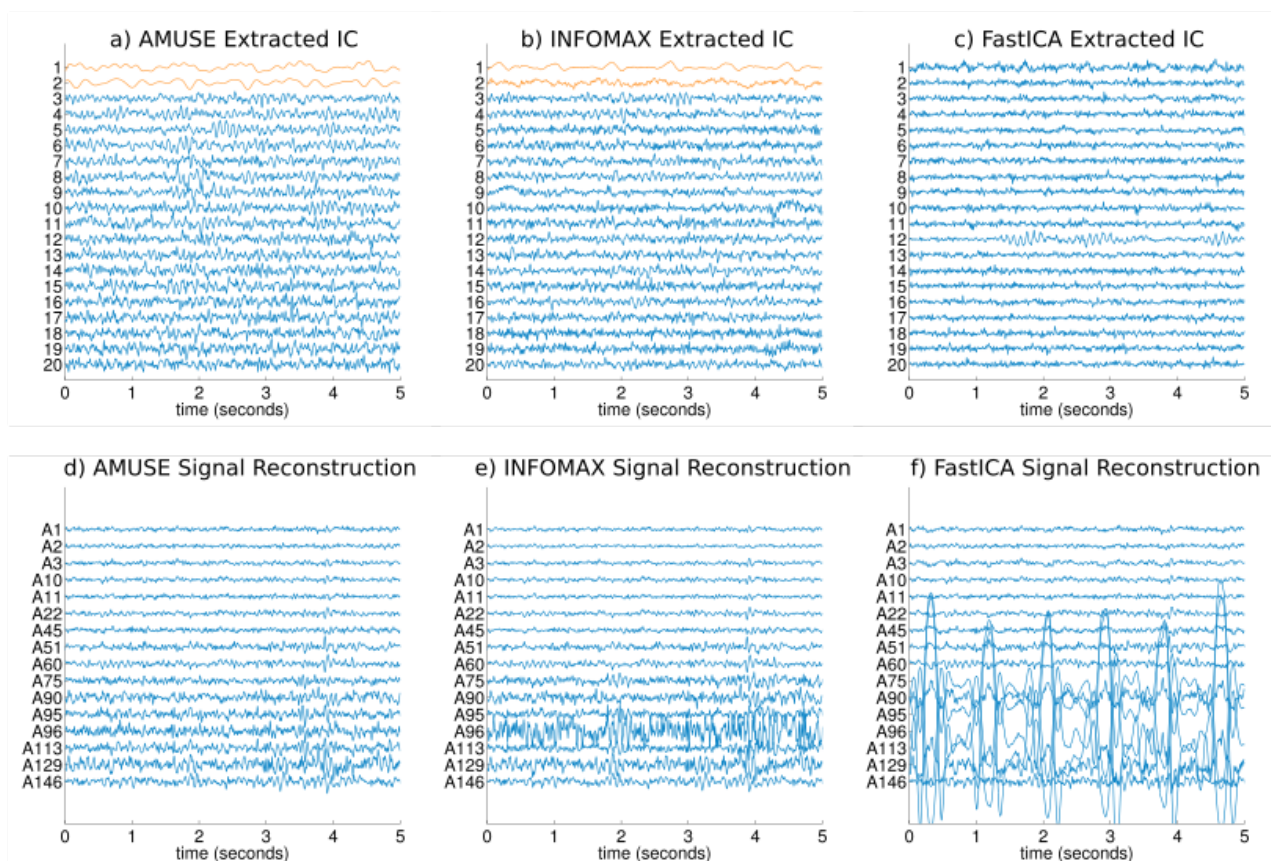 a) AMUSE Extracted IC
1
2
3
4
5
6
7
8
9
10
11
12
13
14
15
16
17
18
19
20
0 1 2 3 4 5
time (seconds)
b) INFOMAX Extracted IC
1
2
3
4
5
6
7
8
9
10
11
12
13
14
15
16
17
18
19
20
0 1 2 3 4 5
time (seconds)
c) FastICA Extracted IC
1
2
3
4
5
6
7
8
9
10
11
12
13
14
15
16
17
18
19
20
0 1 2 3 4 5
time (seconds)
d) AMUSE Signal Reconstruction
A1
A2
A3
A10
A11
A22
A45
A51
A60
A75
A90
A95
A96
A113
A129
A146
0 1 2 3 4 5
time (seconds)
e) INFOMAX Signal Reconstruction
A1
A2
A3
A10
A11
A22
A45
A51
A60
A75
A90
A95
A96
A113
A129
A146
0 1 2 3 4 5
time (seconds)
f) FastICA Signal Reconstruction
A1
A2
A3
A10
A11
A22
A45
A51
A60
A75
A90
A95
A96
A113
A129
A146
0 1 2 3 4 5
time (seconds)